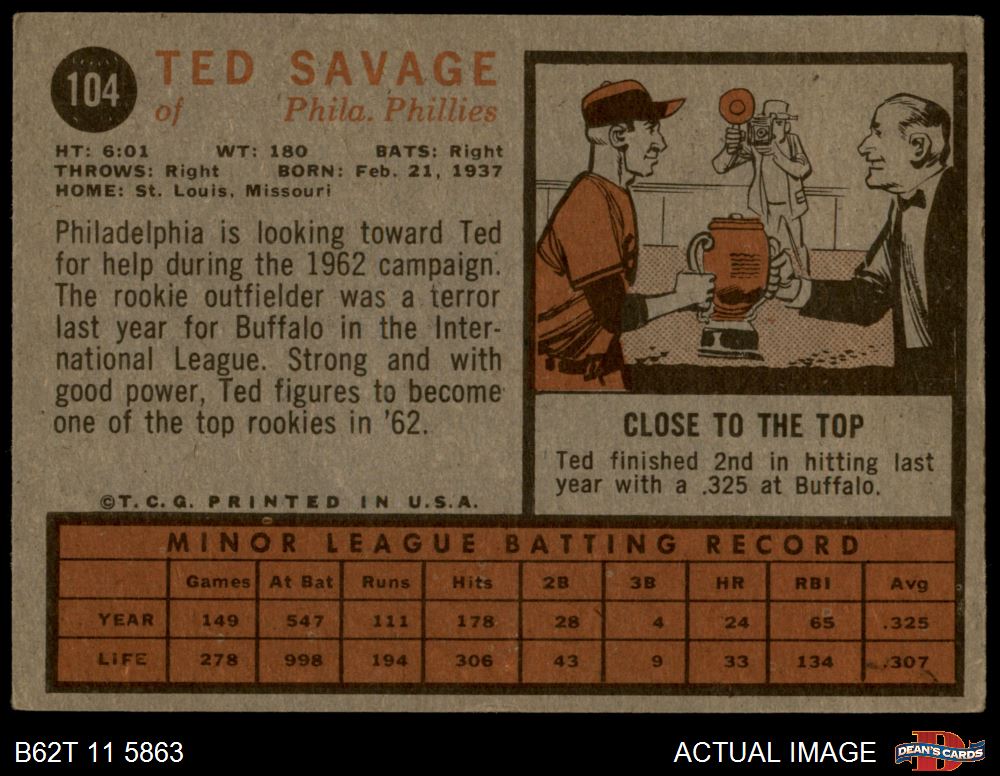 104
TED SAVAGE
of Phila. Phillies
HT: 6:01 WT: 180 BATS: Right
THROWS: Right BORN: Feb. 21, 1937
HOME: St. Louis, Missouri
Philadelphia is looking toward Ted
for help during the 1962 campaign.
The rookie outfielder was a terror
last year for Buffalo in the Inter-
national League. Strong and with
good power, Ted figures to become
one of the top rookies in '62.
©T.C.G. PRINTED IN U.S.A.
CLOSE TO THE TOP
Ted finished 2nd in hitting last
year with a .325 at Buffalo.
MINOR LEAGUE BATTING RECORD
Games At Bat Runs Hits 2B 3B HR RBI Avg
YEAR 149 547 111 178 28 4 24 65 .325
LIFE 278 998 194 306 43 9 33 134 .307
B62T 11 5863
ACTUAL IMAGE
DEAN'S CARDS